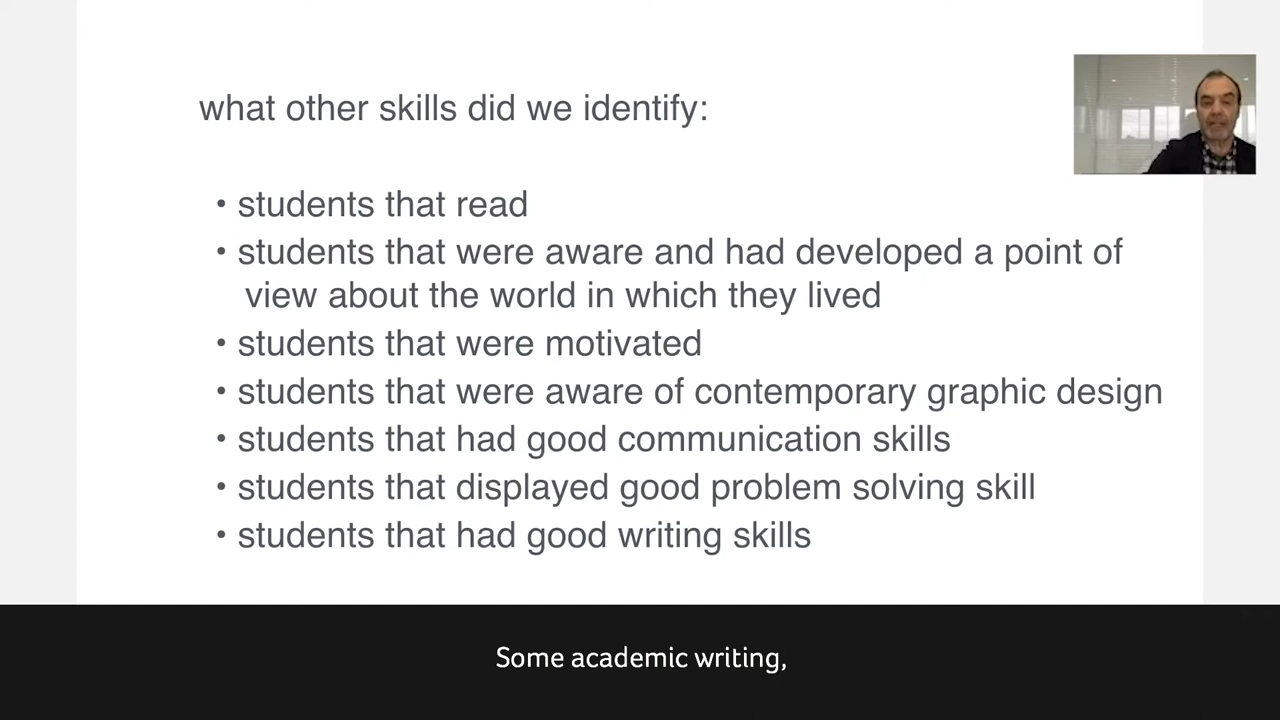 what other skills did we identify:
• students that read
• students that were aware and had developed a point of
view about the world in which they lived
• students that were motivated
• students that were aware of contemporary graphic design
• students that had good communication skills
• students that displayed good problem solving skill
• students that had good writing skills
Some academic writing,